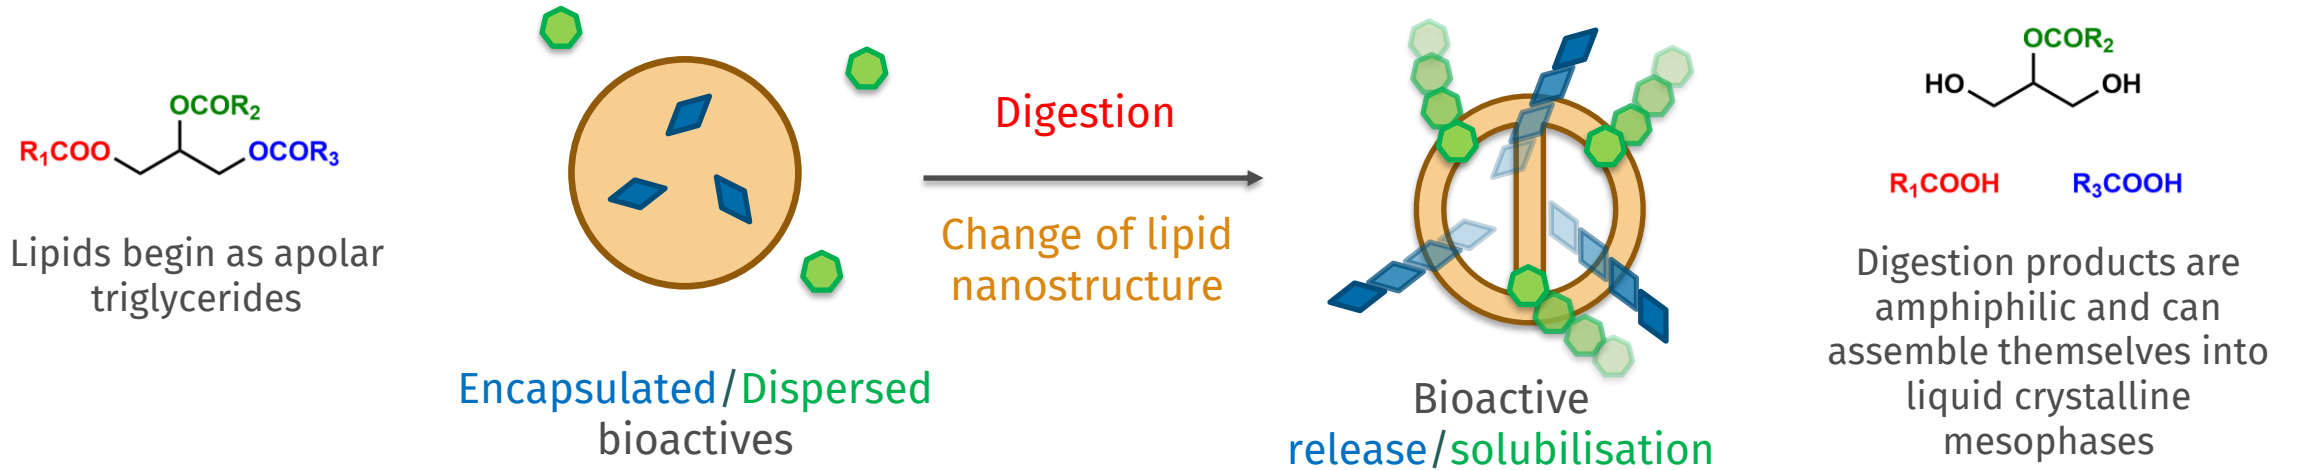 OCOR₂
R₁COO
OCOR₃
Lipids begin as apolar
triglycerides
Encapsulated/Dispersed
bioactives
Digestion
Change of lipid
nanostructure
Bioactive
release/solubilisation
OCOR₂
HO
OH
R₁COOH
R₃COOH
Digestion products are
amphiphilic and can
assemble themselves into
liquid crystalline
mesophases